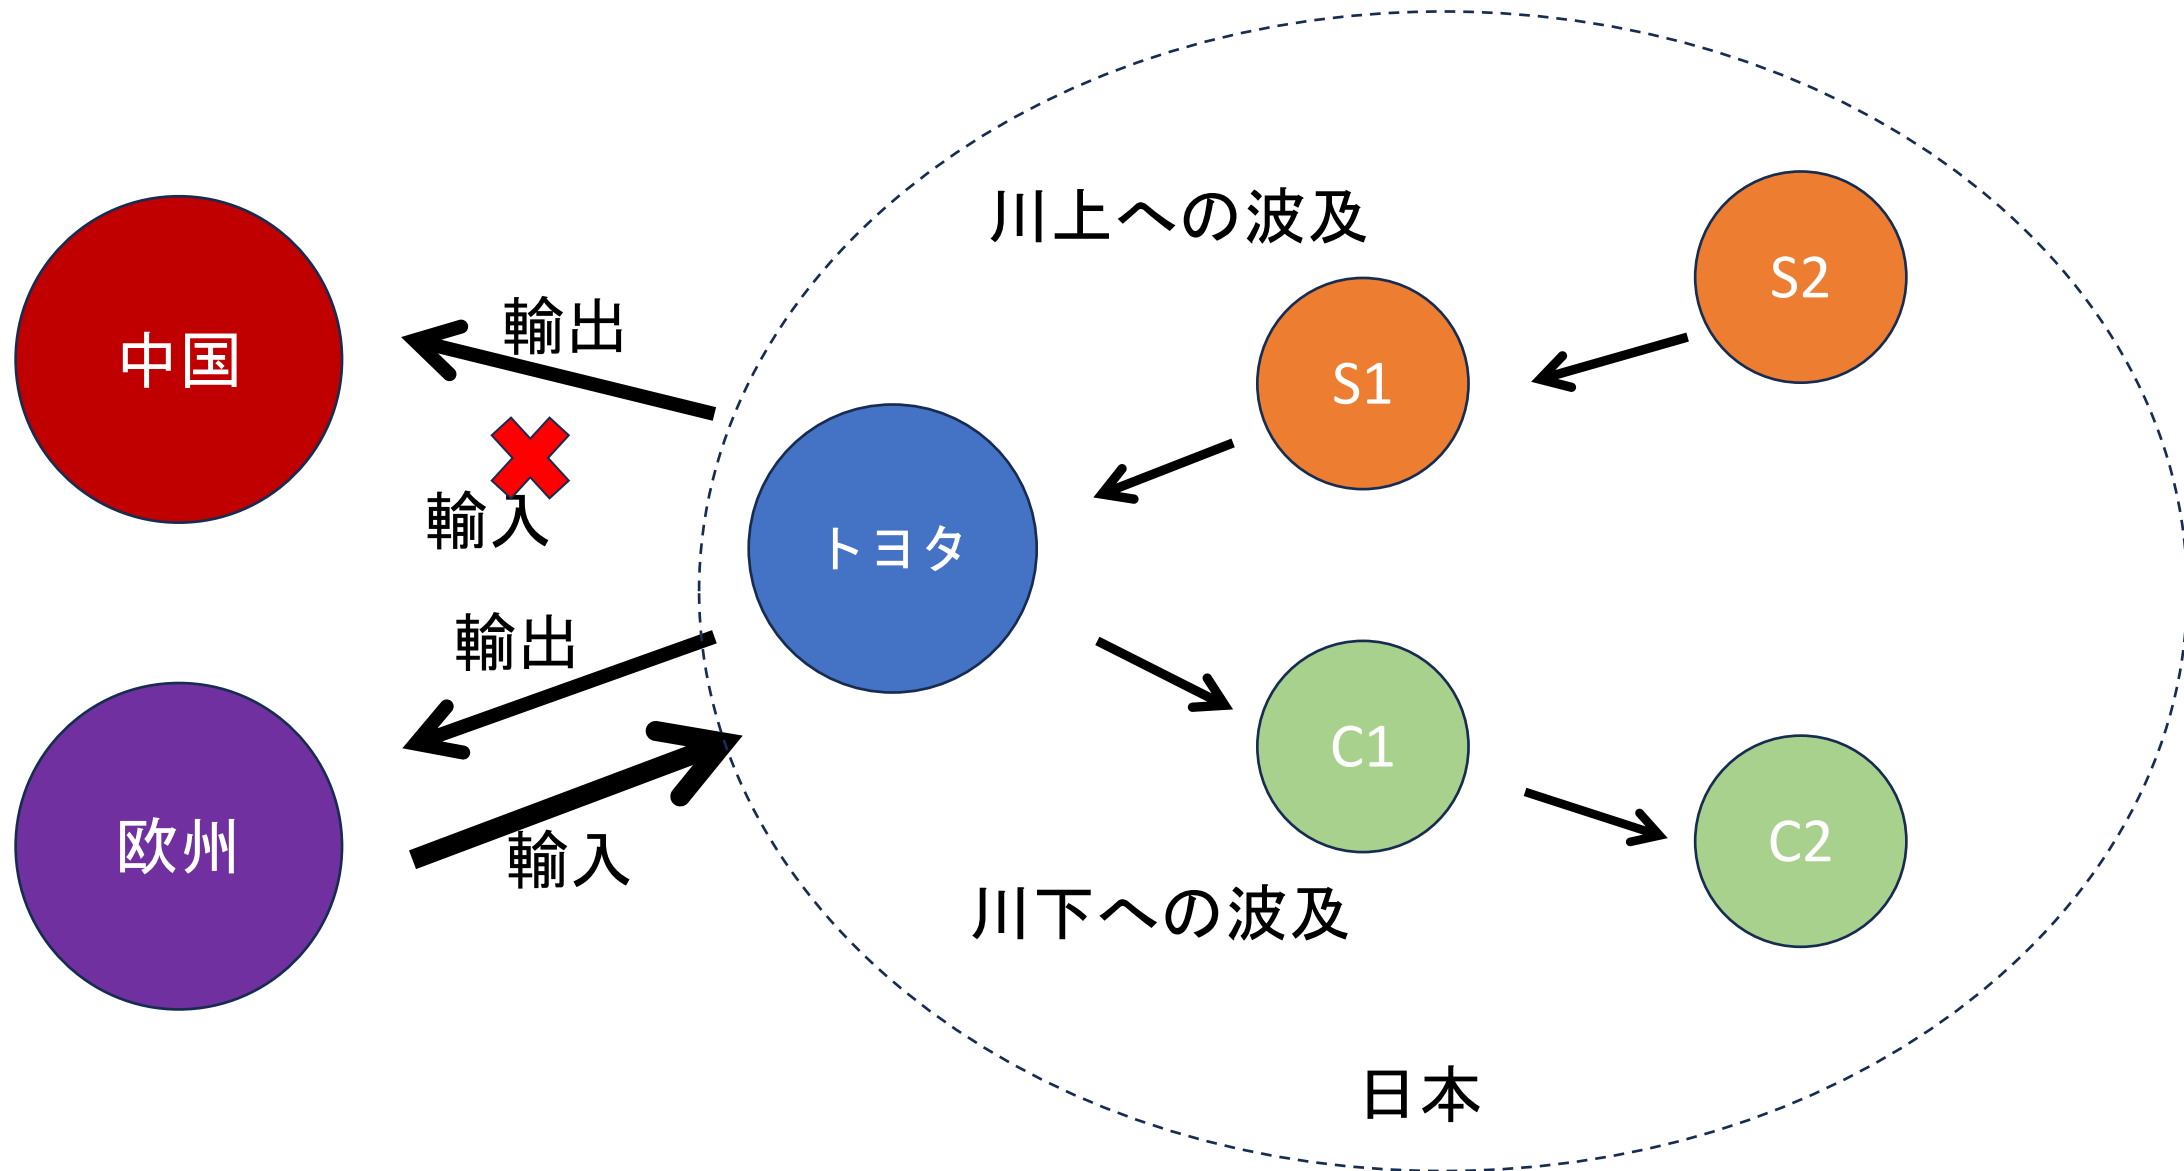 川上への波及
S2
輸出
中国
S1
輸入
トヨタ
輸出
C1
欧州
C2
輸入
川下への波及
日本